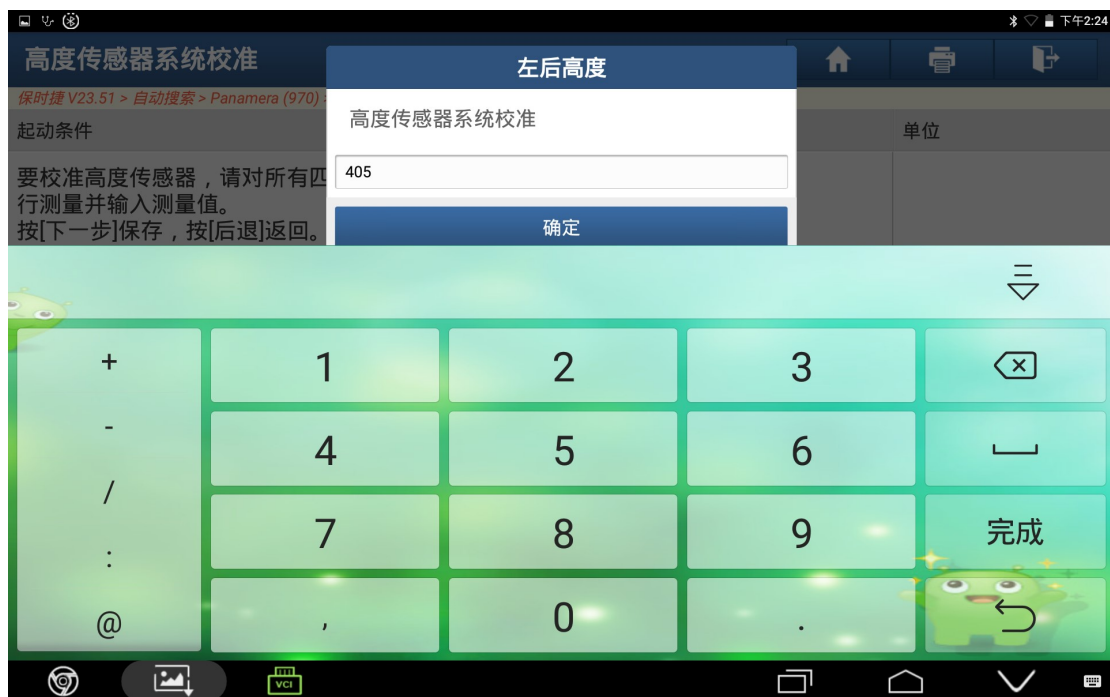 下午2:24
高度传感器系统校准
左后高度
保时捷 V23.51 > 自动搜索 > Panamera (970) >
高度传感器系统校准
起动条件
单位
要校准高度传感器，请对所有四
405
行测量并输入测量值。
按[下一步]保存，按[后退]返回。
确定
+
1
2
3
-
4
5
6
/
7
8
9
完成
:
@
,
0
.
VCI